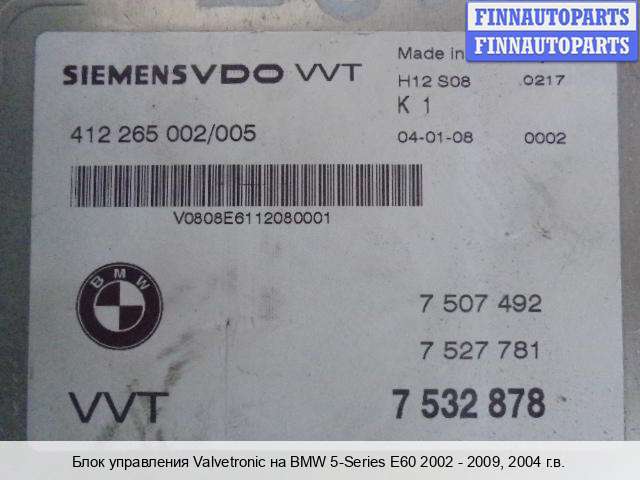 FINNAUTOPARTS
FINNAUTOPARTS
SIEMENS VDO VVT
Made in
H12 S08 .0217
K 1
412 265 002/005
04-01-08 0002
V0808E6112080001
BMW
7 507 492
7 527 781
VVT
7 532 878
Блок управления Valvetronic на BMW 5-Series E60 2002 - 2009, 2004 г.в.